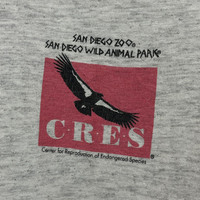 SAN DIEGO ZOO®
SAN DIEGO WILD ANIMAL PARK®
C·R·E·S
®
Center for Reproduction of Endangered Species